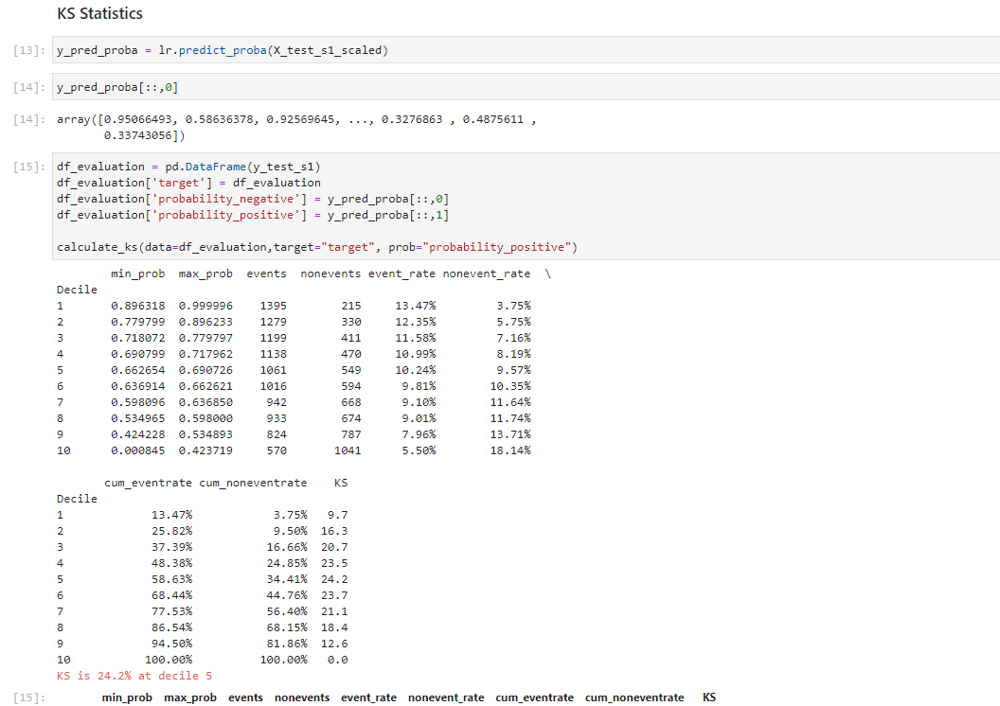 KS Statistics
[13]: y_pred_proba = lr.predict_proba(X_test_s1_scaled)
[14]: y_pred_proba[::,0]
[14]: array([0.95066493, 0.58636378, 0.92569645, ..., 0.3276863 , 0.4875611 ,
0.33743056])
[15]: df_evaluation = pd.DataFrame(y_test_s1)
df_evaluation['target'] = df_evaluation
df_evaluation['probability_negative'] = y_pred_proba[::,0]
df_evaluation['probability_positive'] = y_pred_proba[::,1]
calculate_ks(data=df_evaluation,target="target", prob="probability_positive")
min_prob max_prob events nonevents event_rate nonevent_rate \
Decile
1 0.896318 0.999996 1395 215 13.47% 3.75%
2 0.779799 0.896233 1279 330 12.35% 5.75%
3 0.718072 0.779797 1199 411 11.58% 7.16%
4 0.690799 0.717962 1138 470 10.99% 8.19%
5 0.662654 0.690726 1061 549 10.24% 9.57%
6 0.636914 0.662621 1016 594 9.81% 10.35%
7 0.598096 0.636850 942 668 9.10% 11.64%
8 0.534965 0.598000 933 674 9.01% 11.74%
9 0.424228 0.534893 824 787 7.96% 13.71%
10 0.000845 0.423719 570 1041 5.50% 18.14%
cum_eventrate cum_noneventrate KS
Decile
1 13.47% 3.75% 9.7
2 25.82% 9.50% 16.3
3 37.39% 16.66% 20.7
4 48.38% 24.85% 23.5
5 58.63% 34.41% 24.2
6 68.44% 44.76% 23.7
7 77.53% 56.40% 21.1
8 86.54% 68.15% 18.4
9 94.50% 81.86% 12.6
10 100.00% 100.00% 0.0
KS is 24.2% at decile 5
[15]: min_prob max_prob events nonevents event_rate nonevent_rate cum_eventrate cum_noneventrate KS